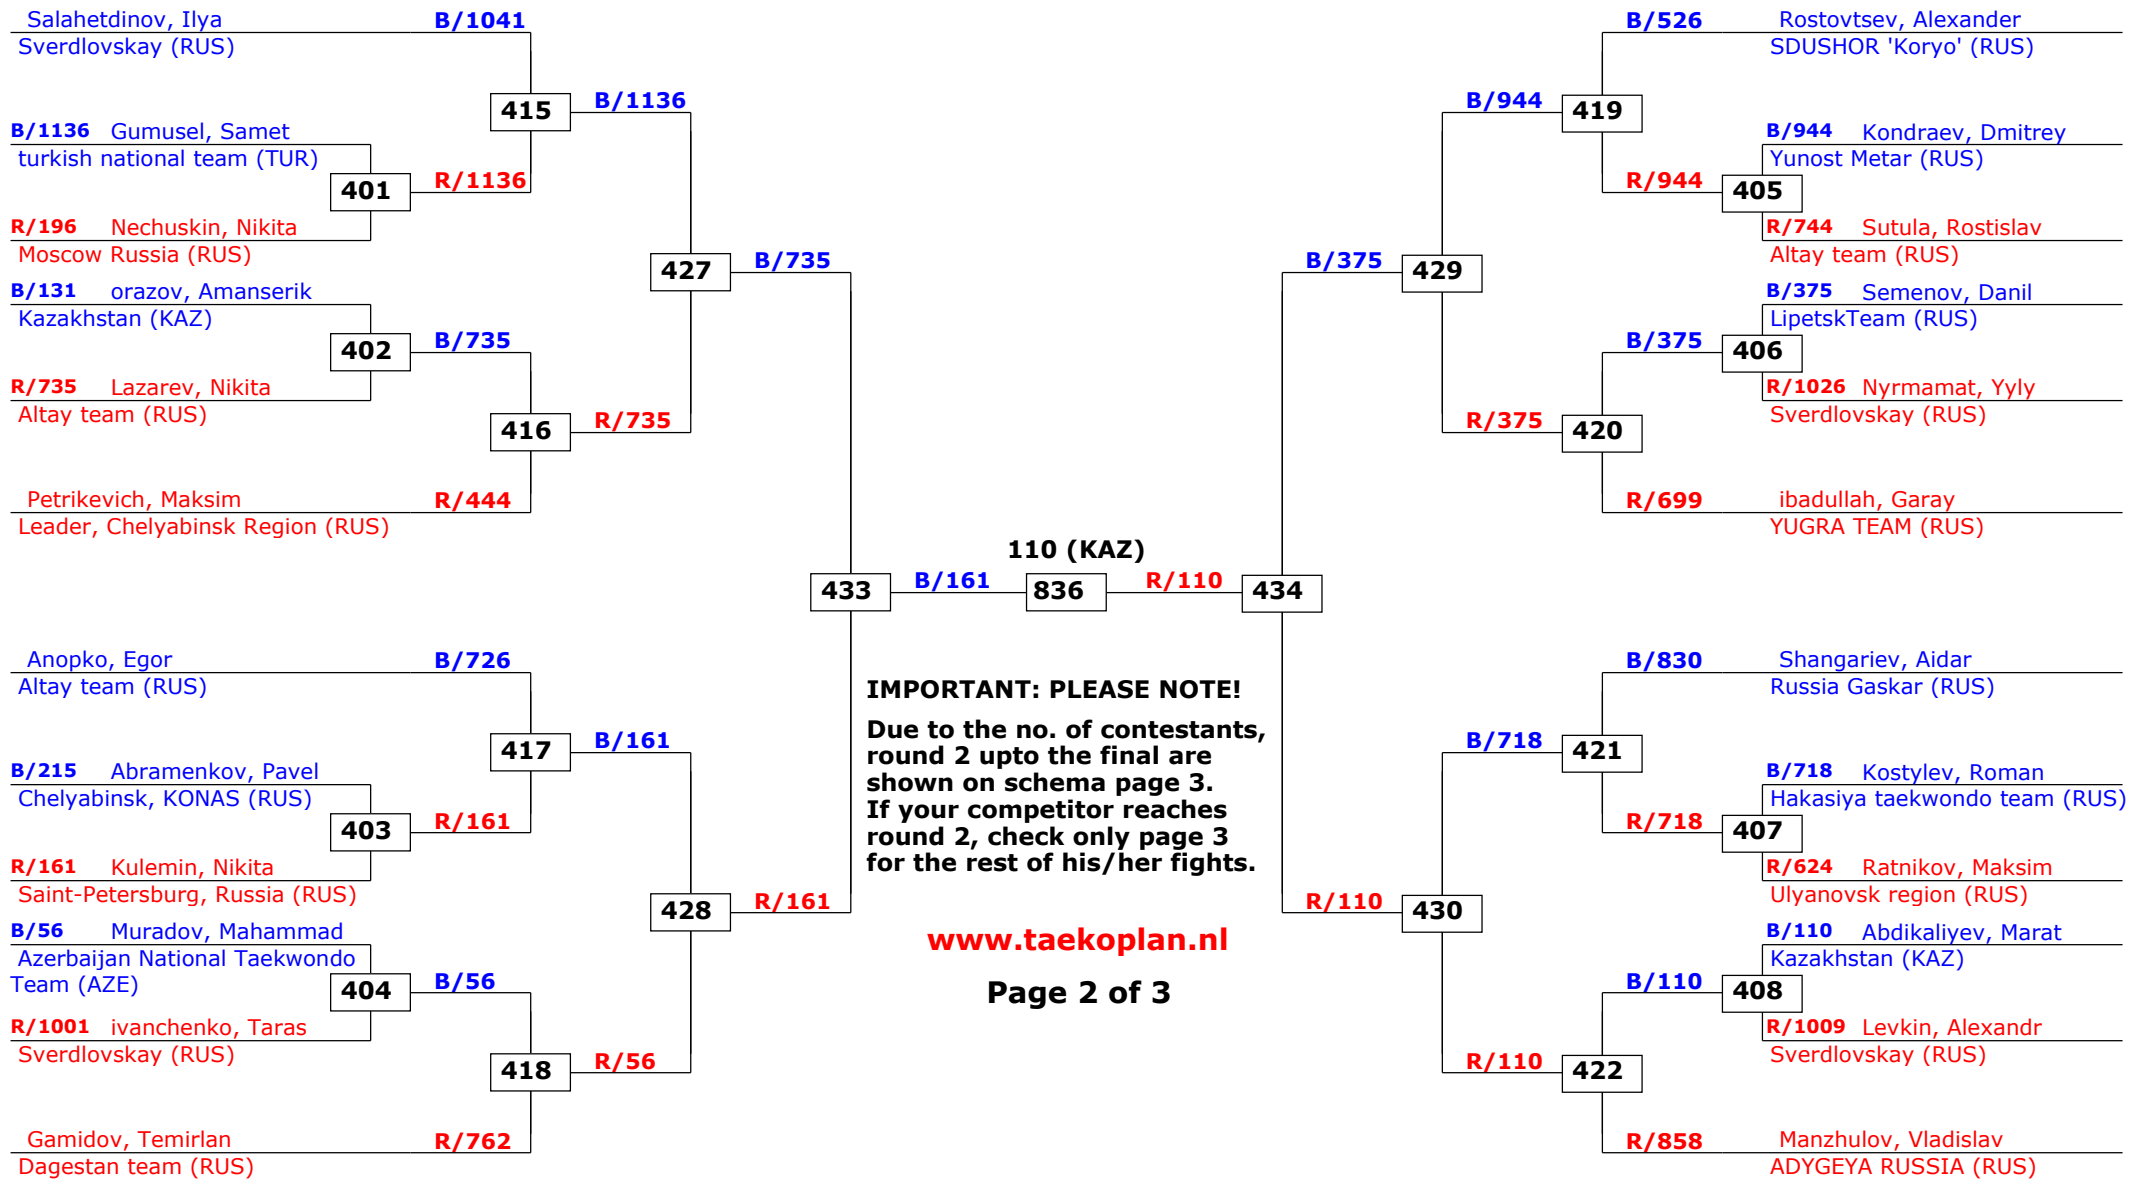 Salahetdinov, Ilya
B/1041
Sverdlovskay (RUS)
415
B/1136
B/1136 Gumusel, Samet
turkish national team (TUR)
401
R/1136
R/196 Nechuskin, Nikita
Moscow Russia (RUS)
427
B/735
B/131 orazov, Amanserik
Kazakhstan (KAZ)
402
B/735
R/735 Lazarev, Nikita
Altay team (RUS)
416
R/735
Petrikevich, Maksim
R/444
Leader, Chelyabinsk Region (RUS)
433
B/161
110 (KAZ)
836
R/110
434
Anopko, Egor
B/726
Altay team (RUS)
417
B/161
B/215 Abramenkov, Pavel
Chelyabinsk, KONAS (RUS)
403
R/161
R/161 Kulemin, Nikita
Saint-Petersburg, Russia (RUS)
428
R/161
B/56 Muradov, Mahammad
Azerbaijan National Taekwondo
Team (AZE)
404
B/56
R/1001 ivanchenko, Taras
Sverdlovskay (RUS)
418
R/56
Gamidov, Temirlan
R/762
Dagestan team (RUS)
IMPORTANT: PLEASE NOTE!
Due to the no. of contestants,
round 2 upto the final are
shown on schema page 3.
If your competitor reaches
round 2, check only page 3
for the rest of his/her fights.
www.taekoplan.nl
Page 2 of 3
B/526
Rostovtsev, Alexander
SDUSHOR 'Koryo' (RUS)
B/944
419
B/944 Kondraev, Dmitrey
Yunost Metar (RUS)
R/944
405
R/744 Sutula, Rostislav
Altay team (RUS)
B/375
429
B/375 Semenov, Danil
LipetskTeam (RUS)
B/375
406
R/1026 Nyrmamat, Yyly
Sverdlovskay (RUS)
R/375
420
R/699
ibadullah, Garay
YUGRA TEAM (RUS)
B/830
Shangariev, Aidar
Russia Gaskar (RUS)
B/718
421
B/718 Kostylev, Roman
Hakasiya taekwondo team (RUS)
R/718
407
R/624 Ratnikov, Maksim
Ulyanovsk region (RUS)
R/110
430
B/110 Abdikaliyev, Marat
Kazakhstan (KAZ)
B/110
408
R/1009 Levkin, Alexandr
Sverdlovskay (RUS)
R/110
422
R/858
Manzhulov, Vladislav
ADYGEYA RUSSIA (RUS)